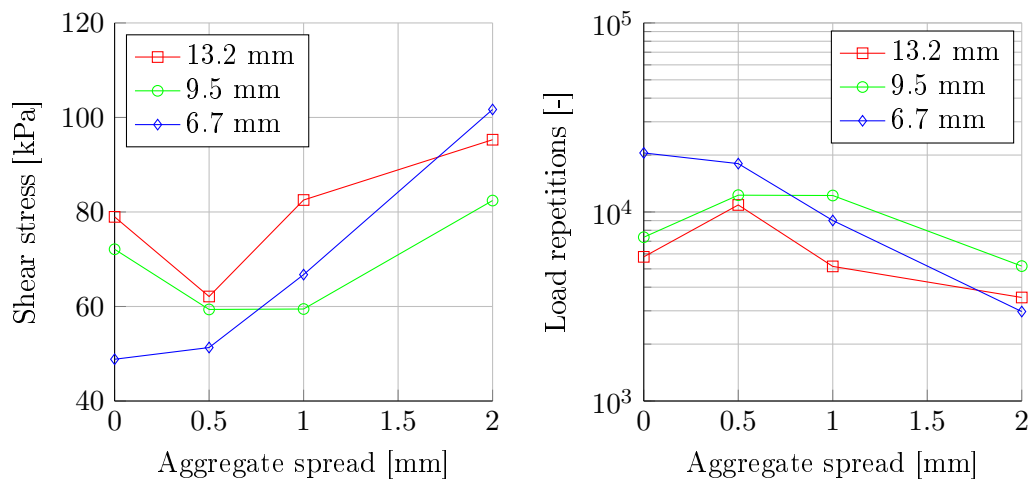 120
100
80
60
40
0
0.5
1
1.5
2
Shear stress [kPa]
Aggregate spread [mm]
13.2 mm
9.5 mm
6.7 mm
10^5
10^4
10^3
0
0.5
1
1.5
2
Load repetitions [-]
Aggregate spread [mm]
13.2 mm
9.5 mm
6.7 mm